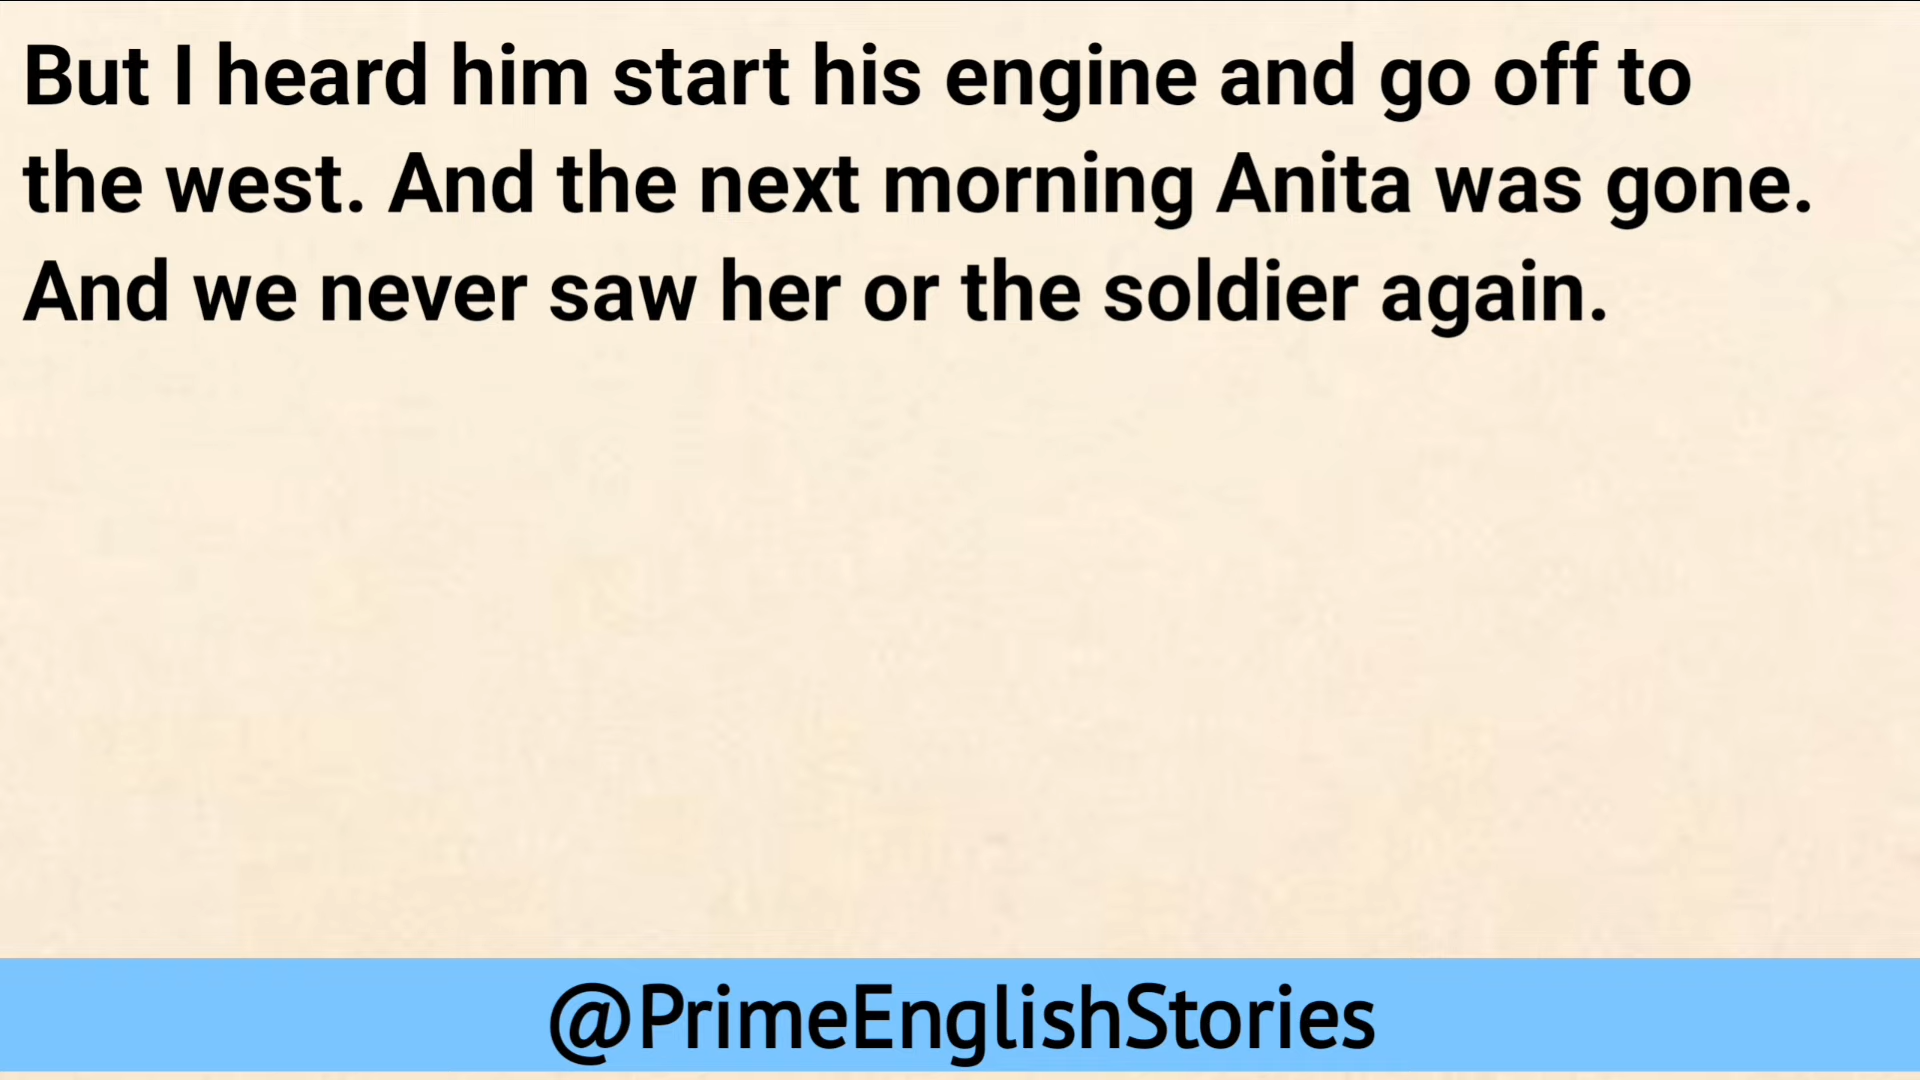 But I heard him start his engine and go off to
the west. And the next morning Anita was gone.
And we never saw her or the soldier again.
@PrimeEnglishStories